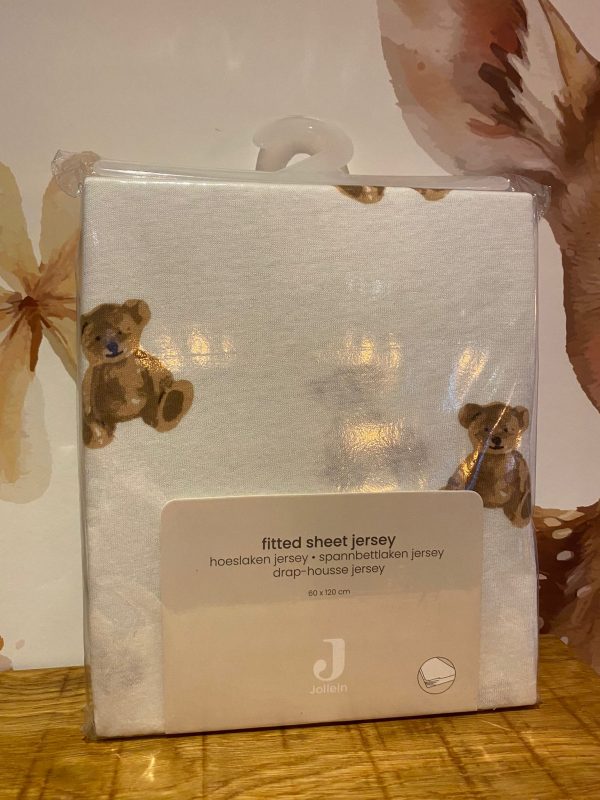 fitted sheet jersey
hoeslaken jersey • spannbettlaken jersey
drap-housse jersey
60 x 120 cm
J
Jollein